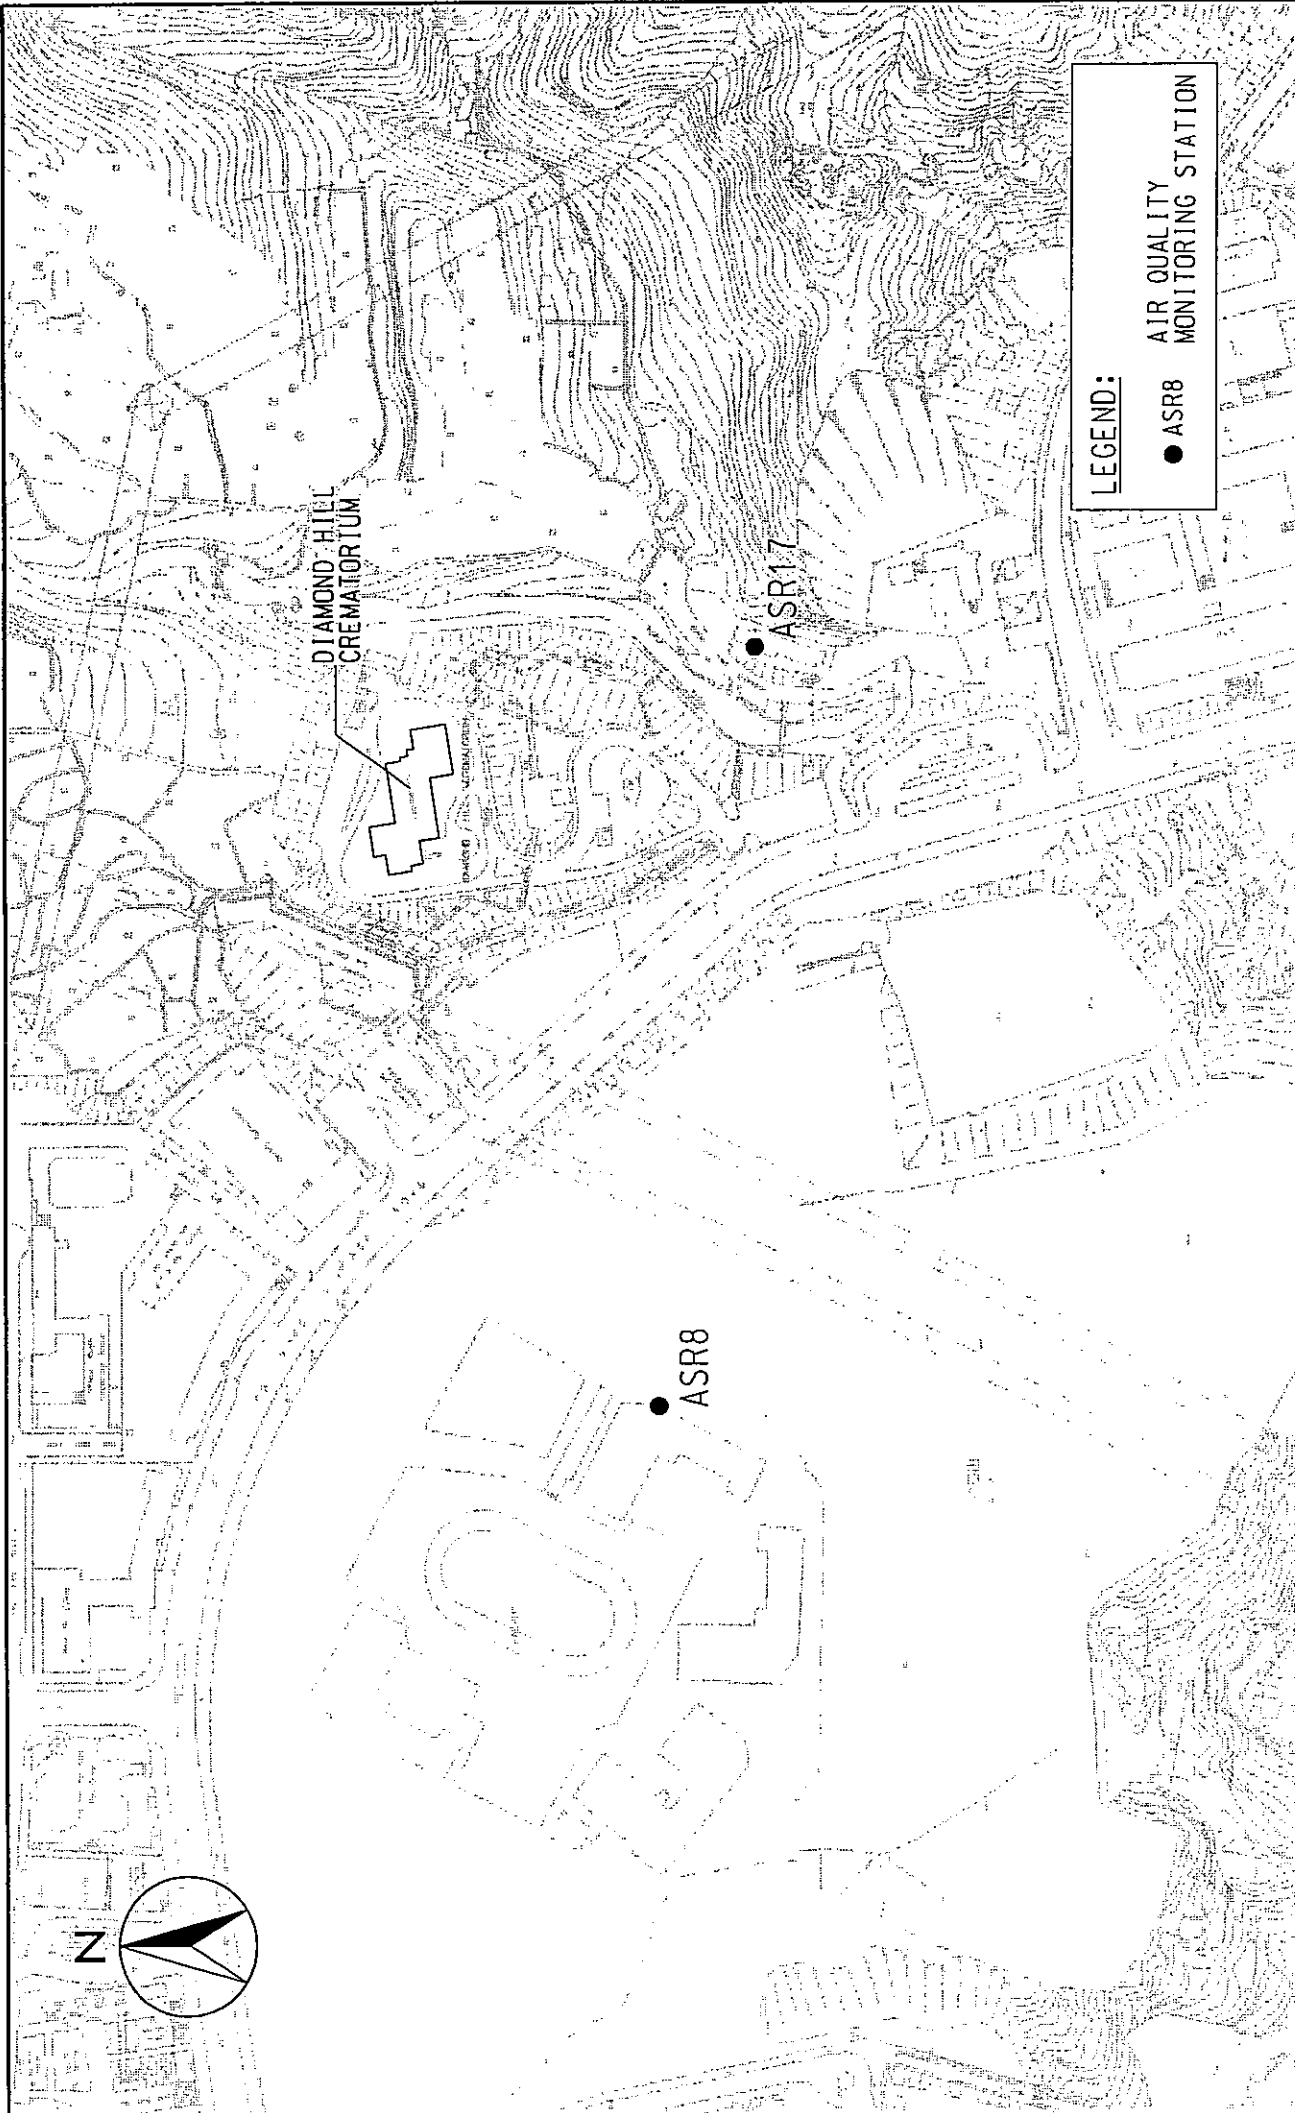 DIAMOND HILL
CREMATORIUM
ASR17
ASR8
LEGEND:
● ASR8 AIR QUALITY
MONITORING STATION
N